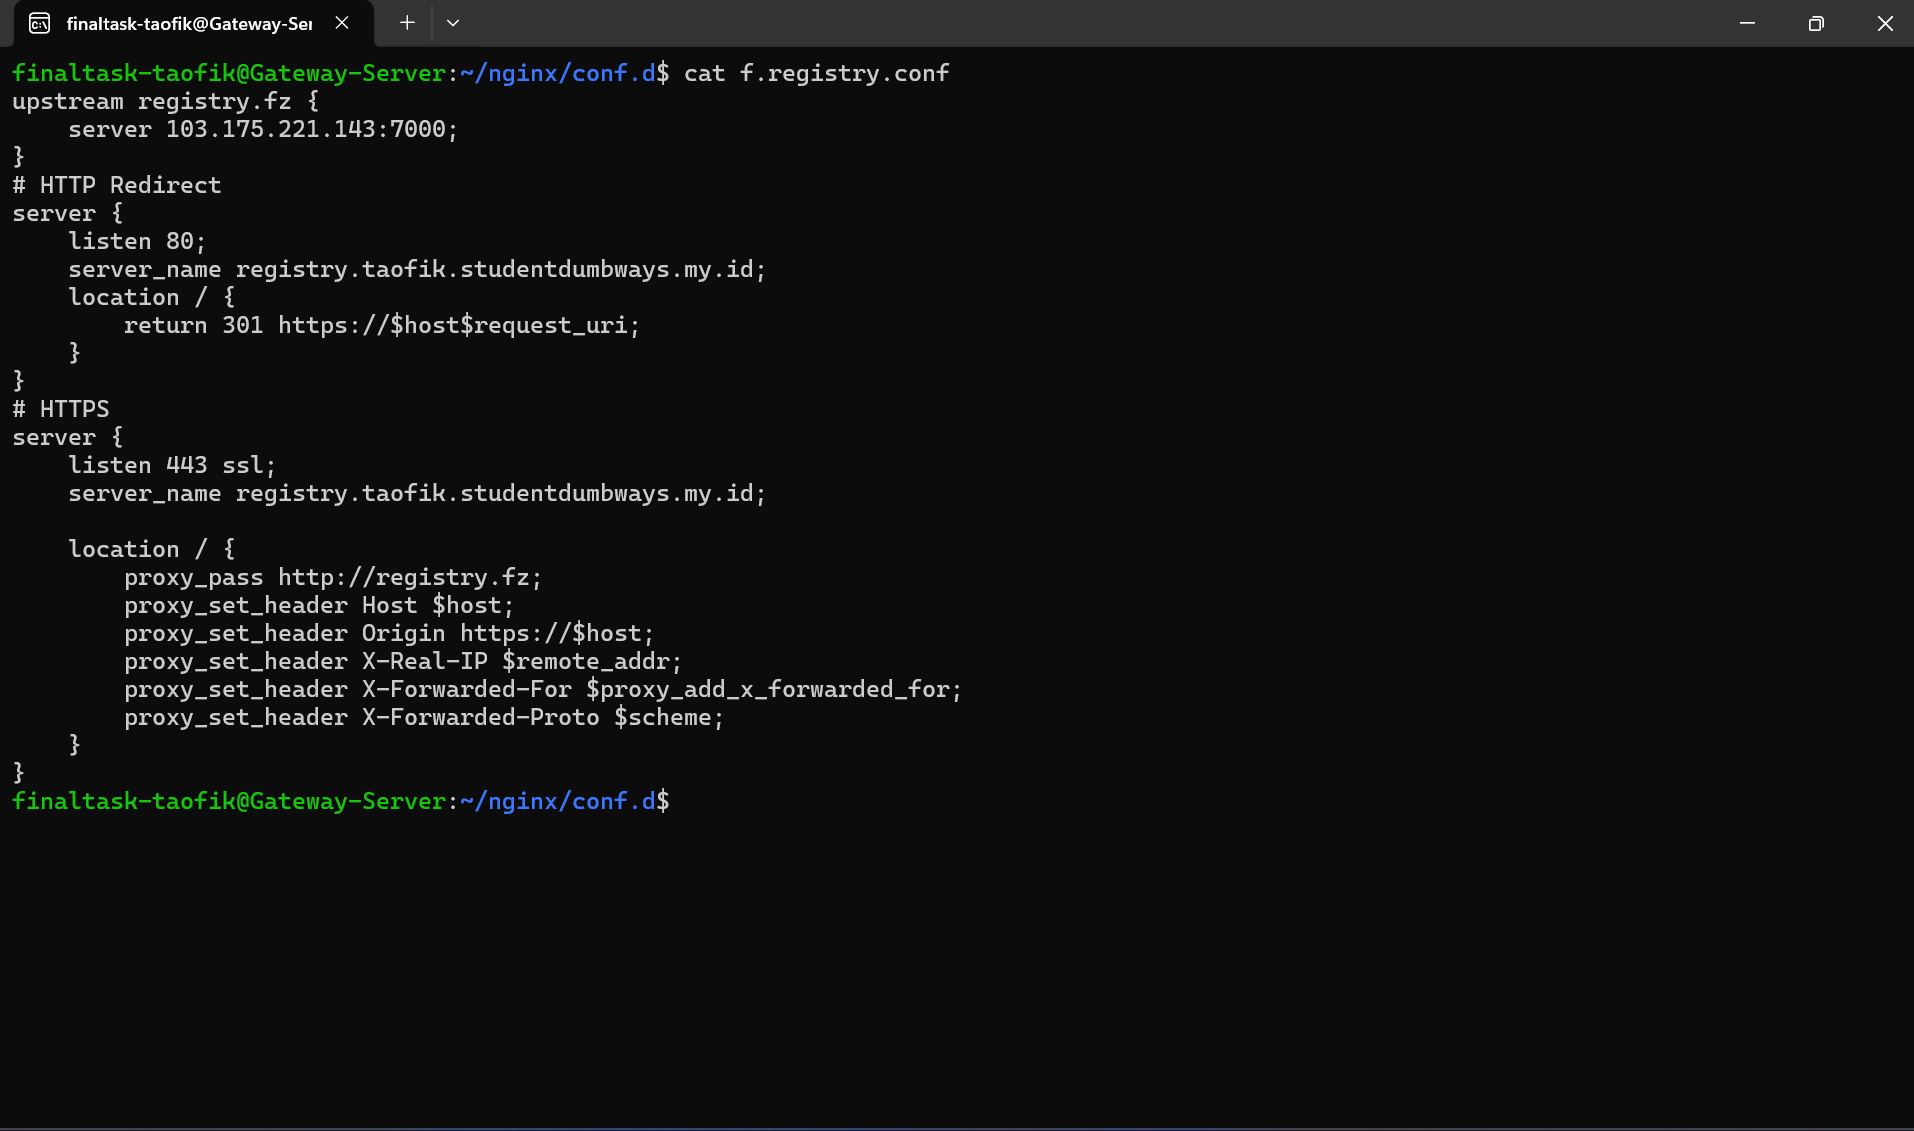 finaltask-taofik@Gateway-Ser
finaltask-taofik@Gateway-Server:~/nginx/conf.d$ cat f.registry.conf
upstream registry.fz {
    server 103.175.221.143:7000;
}
# HTTP Redirect
server {
    listen 80;
    server_name registry.taofik.studentdumbways.my.id;
    location / {
        return 301 https://$host$request_uri;
    }
}
# HTTPS
server {
    listen 443 ssl;
    server_name registry.taofik.studentdumbways.my.id;

    location / {
        proxy_pass http://registry.fz;
        proxy_set_header Host $host;
        proxy_set_header Origin https://$host;
        proxy_set_header X-Real-IP $remote_addr;
        proxy_set_header X-Forwarded-For $proxy_add_x_forwarded_for;
        proxy_set_header X-Forwarded-Proto $scheme;
    }
}
finaltask-taofik@Gateway-Server:~/nginx/conf.d$